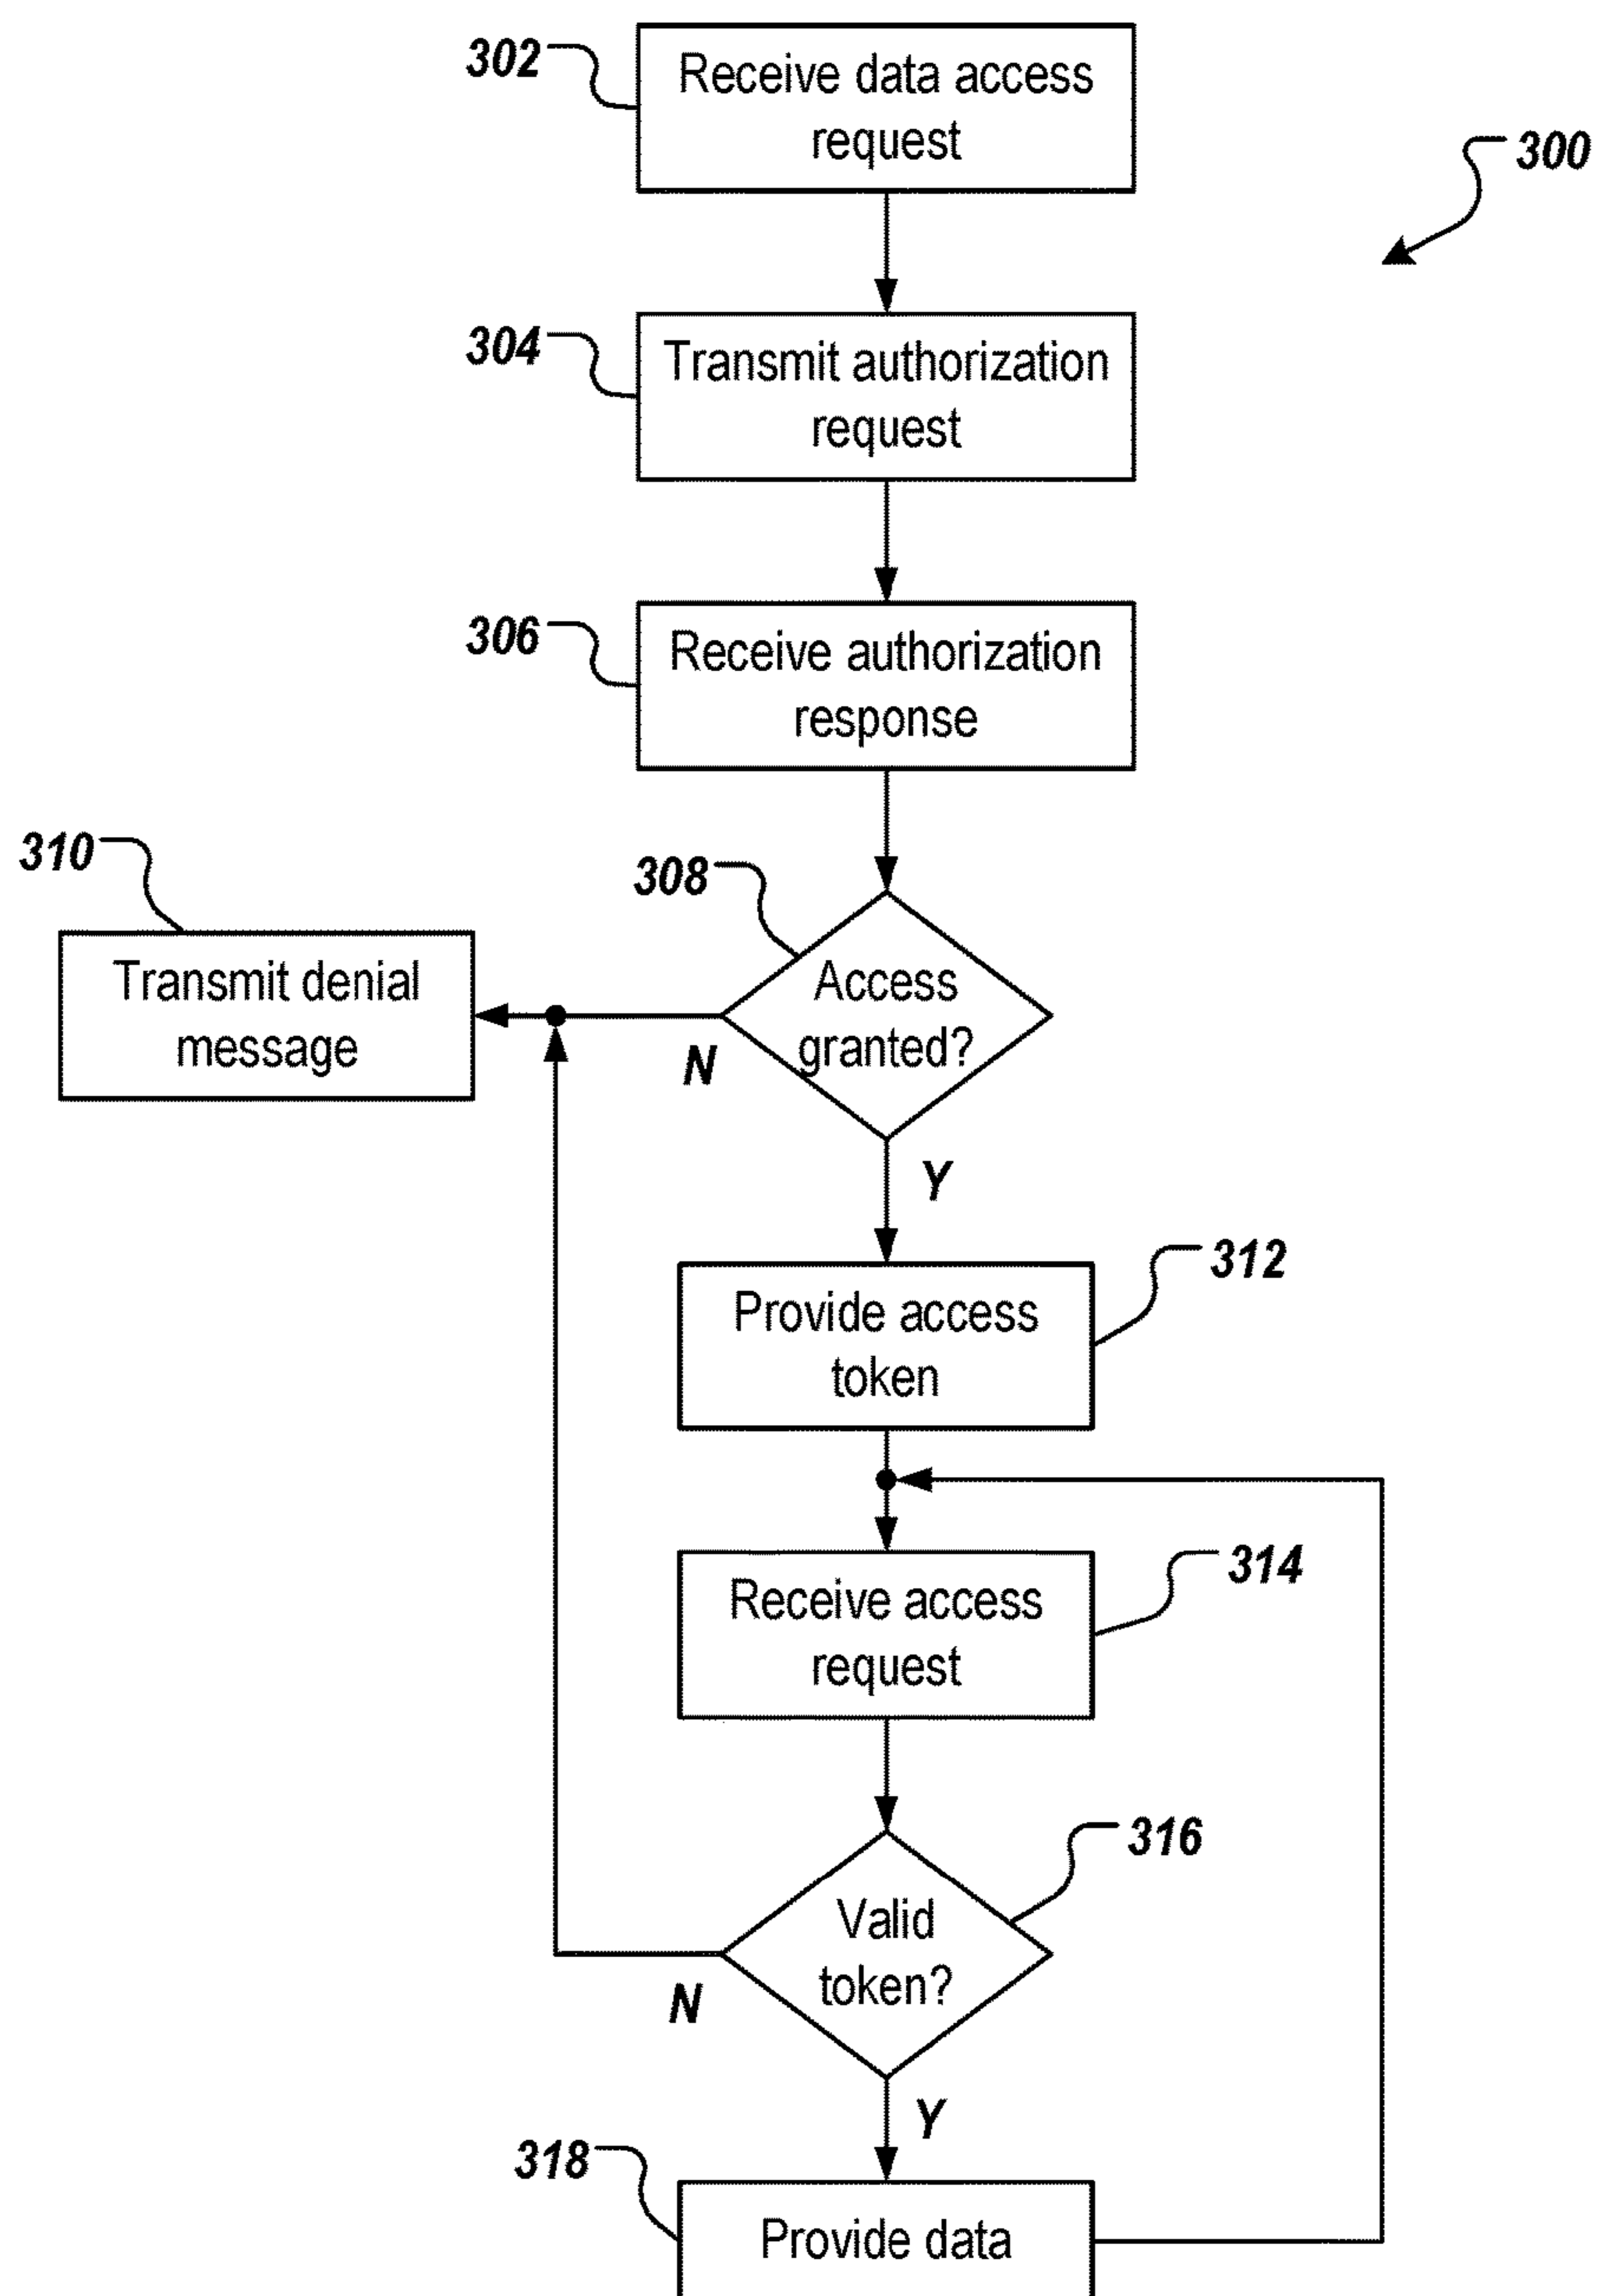 302
Receive data access
request
300
304
Transmit authorization
request
306
Receive authorization
response
310
308
Transmit denial
message
Access
granted?
N
Y
312
Provide access
token
314
Receive access
request
316
Valid
token?
N
Y
318
Provide data